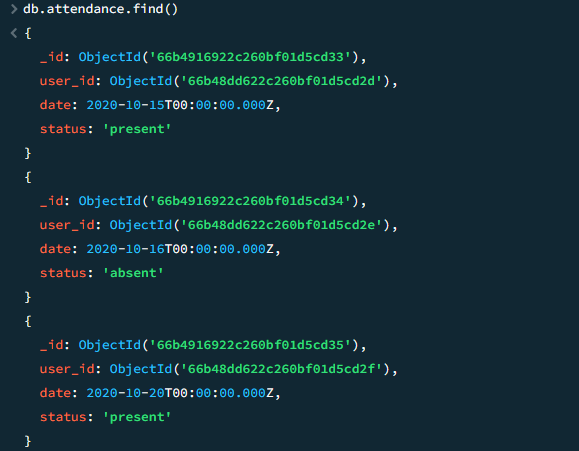 > db.attendance.find()
< {
_id: ObjectId('66b4916922c260bf01d5cd33'),
user_id: ObjectId('66b48dd622c260bf01d5cd2d'),
date: 2020-10-15T00:00:00.000Z,
status: 'present'
}
{
_id: ObjectId('66b4916922c260bf01d5cd34'),
user_id: ObjectId('66b48dd622c260bf01d5cd2e'),
date: 2020-10-16T00:00:00.000Z,
status: 'absent'
}
{
_id: ObjectId('66b4916922c260bf01d5cd35'),
user_id: ObjectId('66b48dd622c260bf01d5cd2f'),
date: 2020-10-20T00:00:00.000Z,
status: 'present'
}